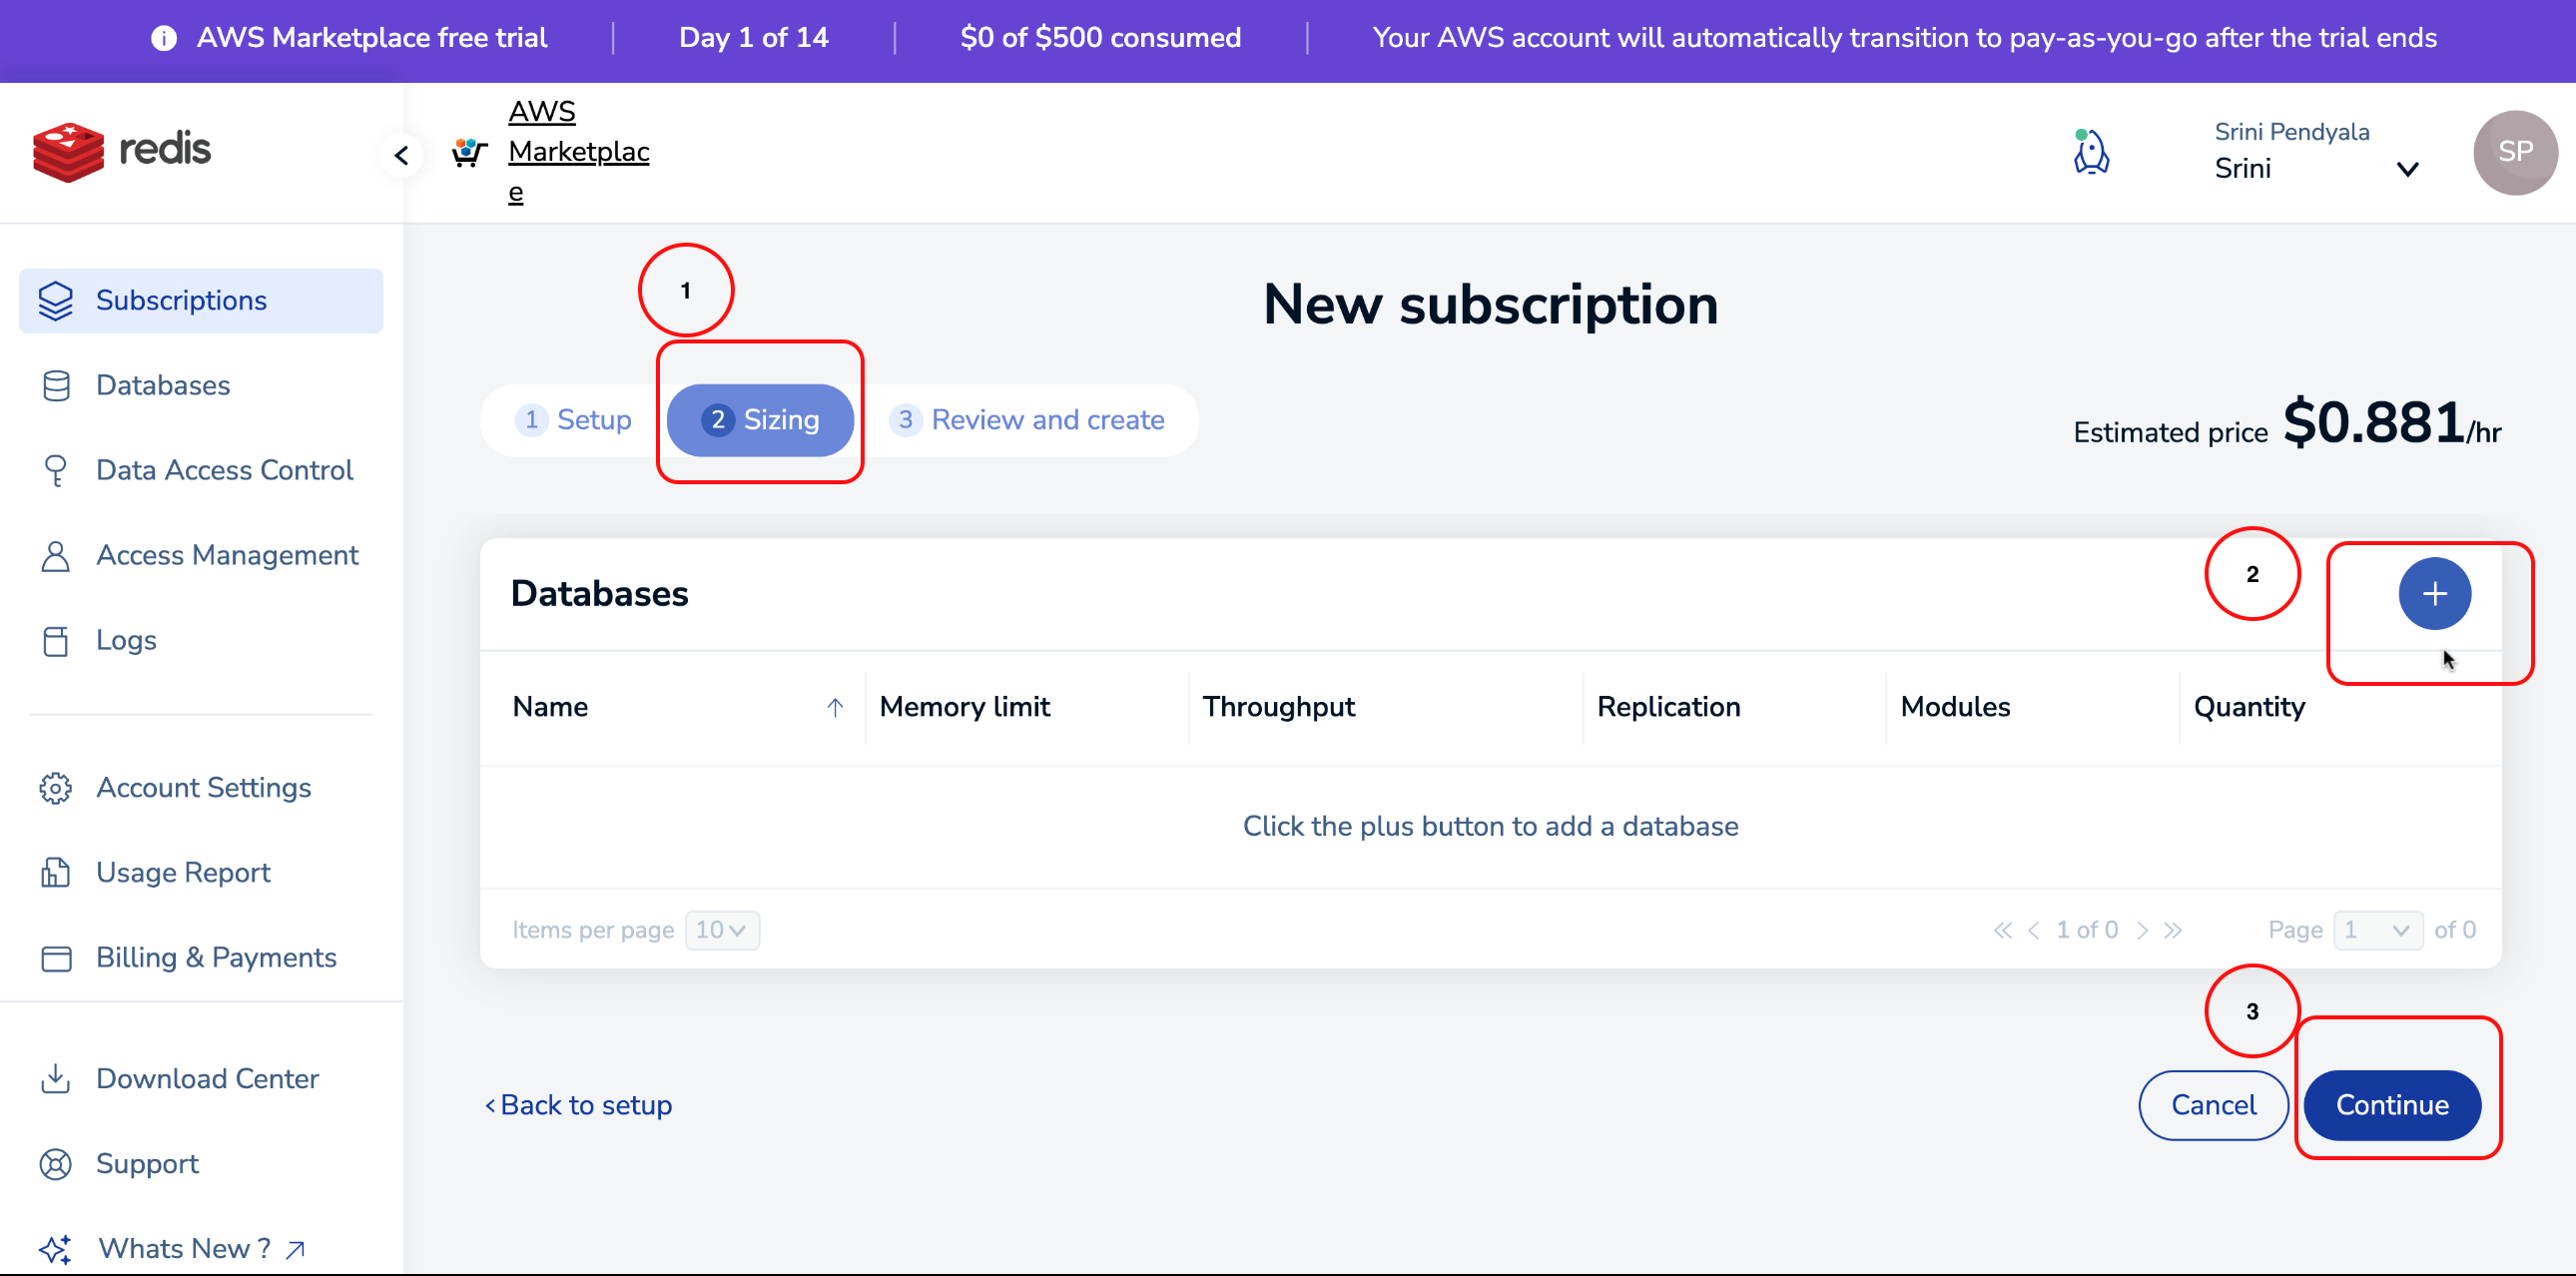 AWS Marketplace free trial
Day 1 of 14
$0 of $500 consumed
Your AWS account will automatically transition to pay-as-you-go after the trial ends
redis
AWS
Marketplac
e
Srini Pendyala
Srini
SP
Subscriptions
Databases
Data Access Control
Access Management
Logs
Account Settings
Usage Report
Billing & Payments
Download Center
Support
Whats New ?
1
New subscription
1 Setup
2 Sizing
3 Review and create
Estimated price $0.881/hr
2
Databases
+
Name
Memory limit
Throughput
Replication
Modules
Quantity
Click the plus button to add a database
Items per page 10
1 of 0
Page 1 of 0
3
Back to setup
Cancel
Continue